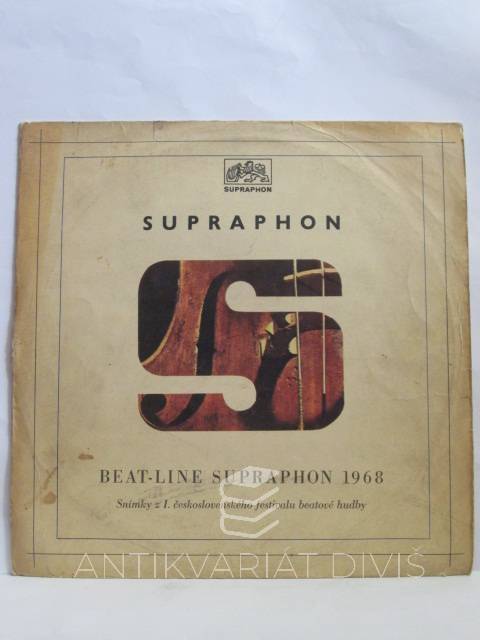 SUPRAPHON
SUPRAPHON
BEAT-LINE SUPRAPHON 1968
Snímky z I. československého festivalu beatové hudby
ANTIKVARIÁT DIVIŠ